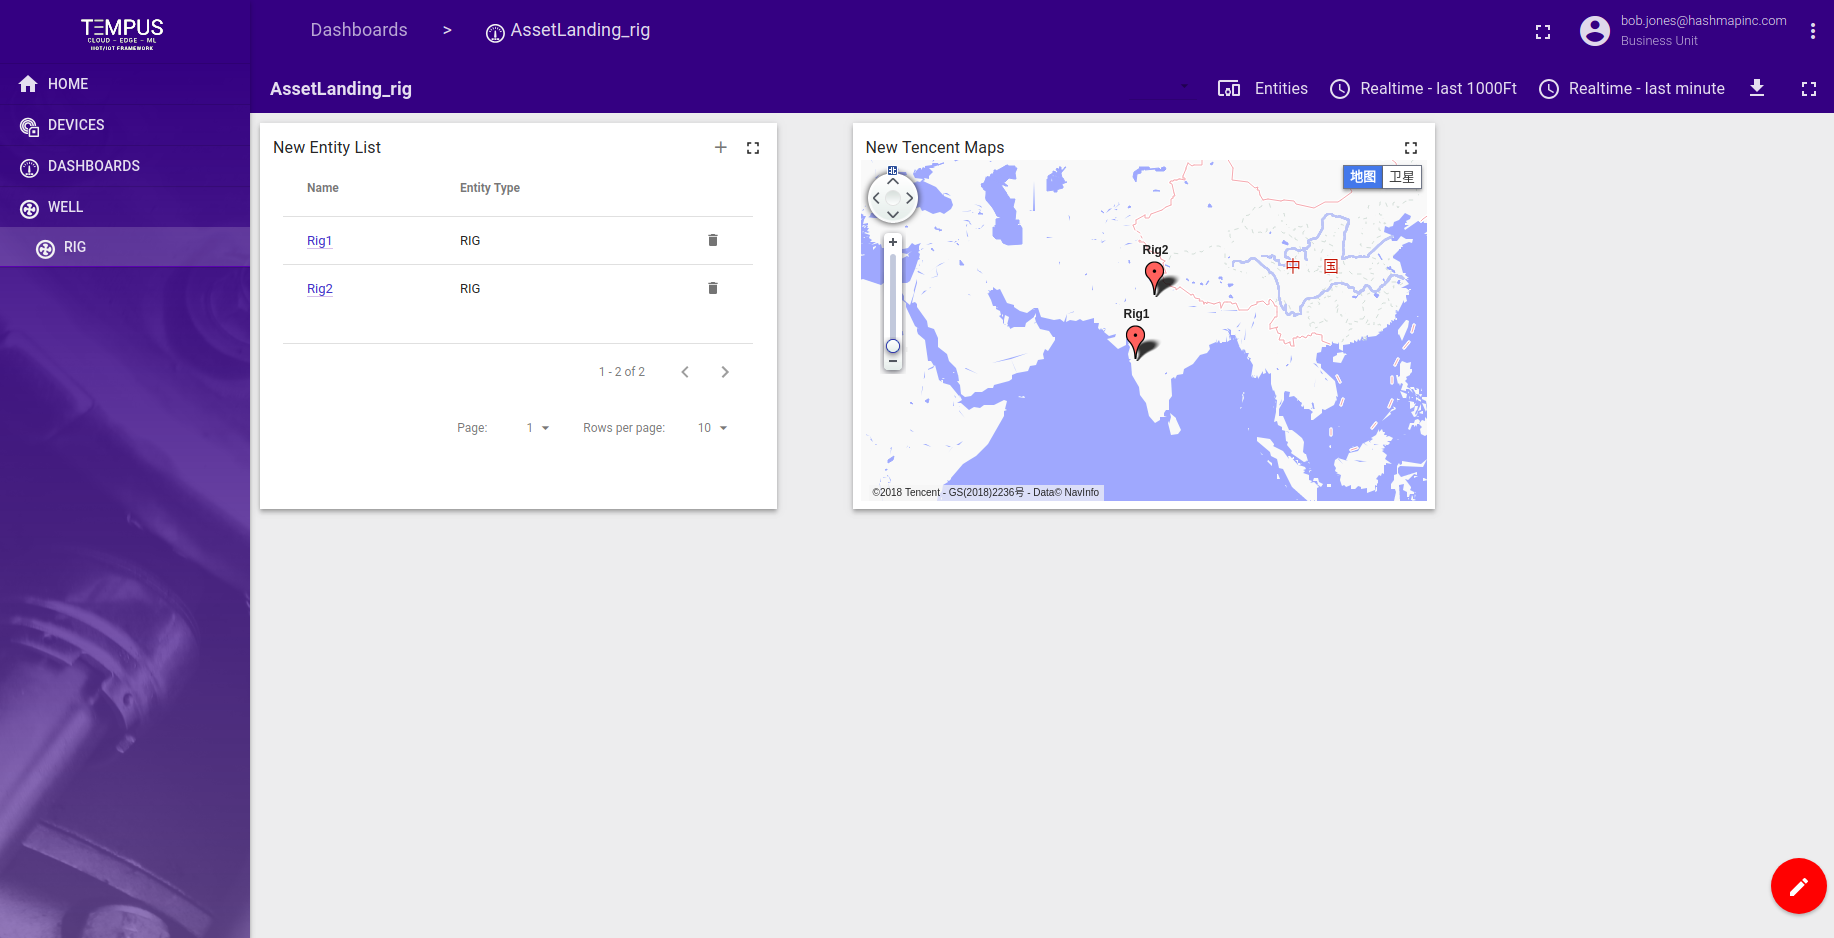 TEMPUS
CLOUD - EDGE - ML
IIOT/IOT FRAMEWORK
Dashboards > AssetLanding_rig
bob.jones@hashmapinc.com
Business Unit
HOME
DEVICES
DASHBOARDS
WELL
RIG
AssetLanding_rig
Entities
Realtime - last 1000Ft
Realtime - last minute
New Entity List
Name Entity Type
Rig1 RIG
Rig2 RIG
1 - 2 of 2
Page: 1 Rows per page: 10
New Tencent Maps
地图 卫星
Rig2
中 国
Rig1
©2018 Tencent - GS(2018)2236号 - Data© NavInfo